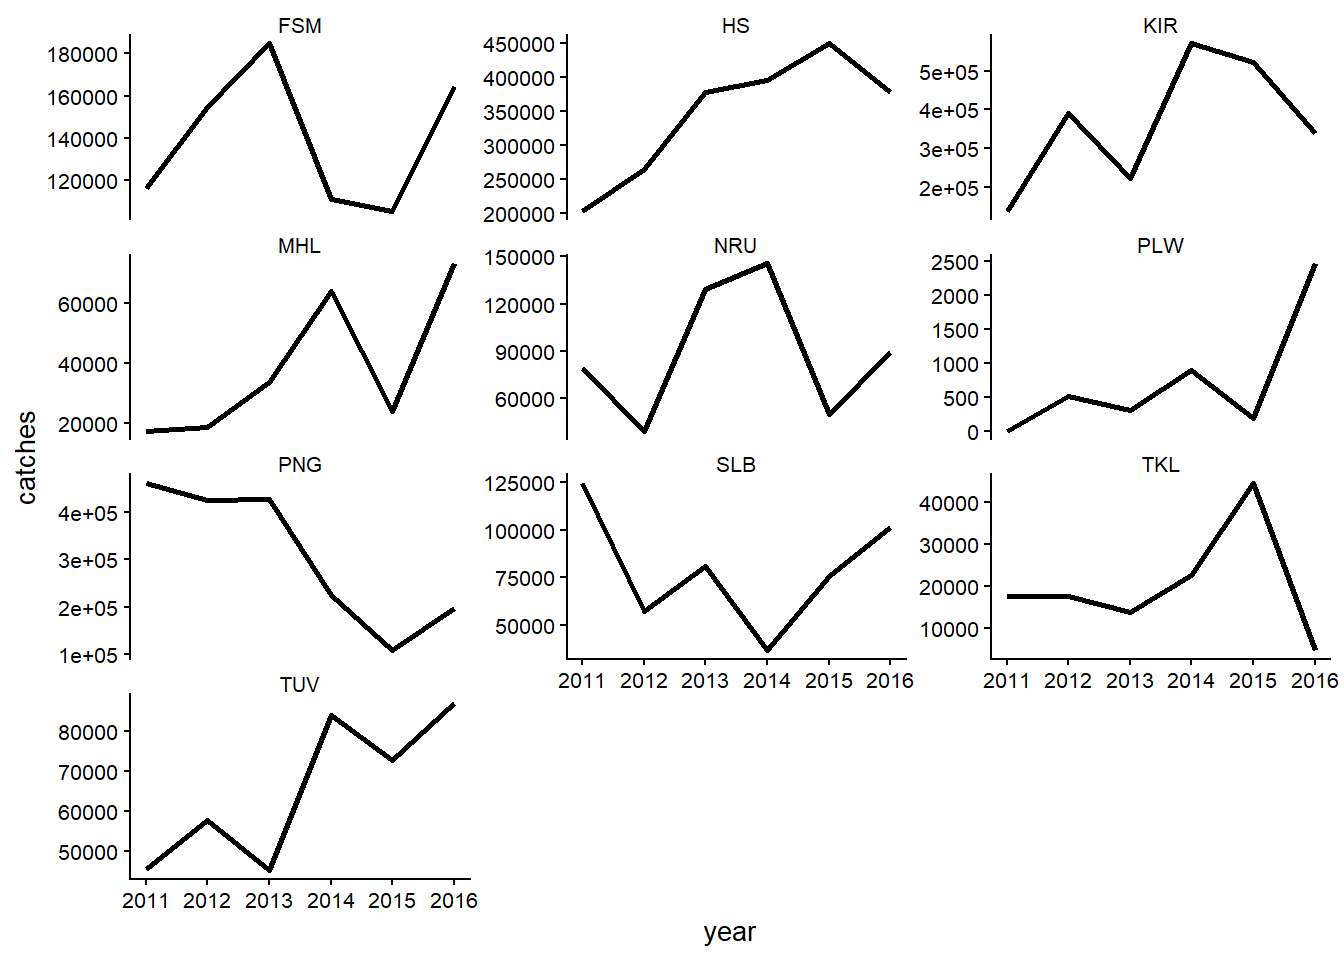 FSM
180000
160000
140000
120000
HS
450000
400000
350000
300000
250000
200000
KIR
5e+05
4e+05
3e+05
2e+05
MHL
60000
40000
20000
NRU
150000
120000
90000
60000
PLW
2500
2000
1500
1000
500
0
PNG
4e+05
3e+05
2e+05
1e+05
SLB
125000
100000
75000
50000
2011 2012 2013 2014 2015 2016
TKL
40000
30000
20000
10000
2011 2012 2013 2014 2015 2016
TUV
80000
70000
60000
50000
2011 2012 2013 2014 2015 2016
catches
year